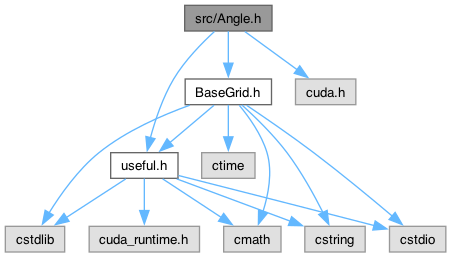 src/Angle.h
BaseGrid.h
cuda.h
useful.h
ctime
cstdlib
cuda_runtime.h
cmath
cstring
cstdio